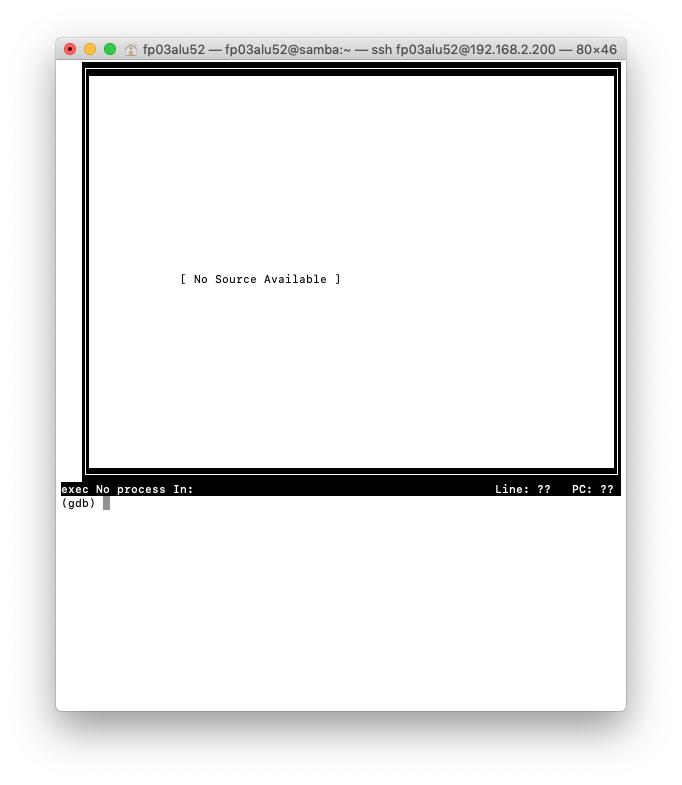 fp03alu52 — fp03alu52@samba:~ — ssh fp03alu52@192.168.2.200 — 80×46
[ No Source Available ]
exec No process In: Line: ?? PC: ??
(gdb)